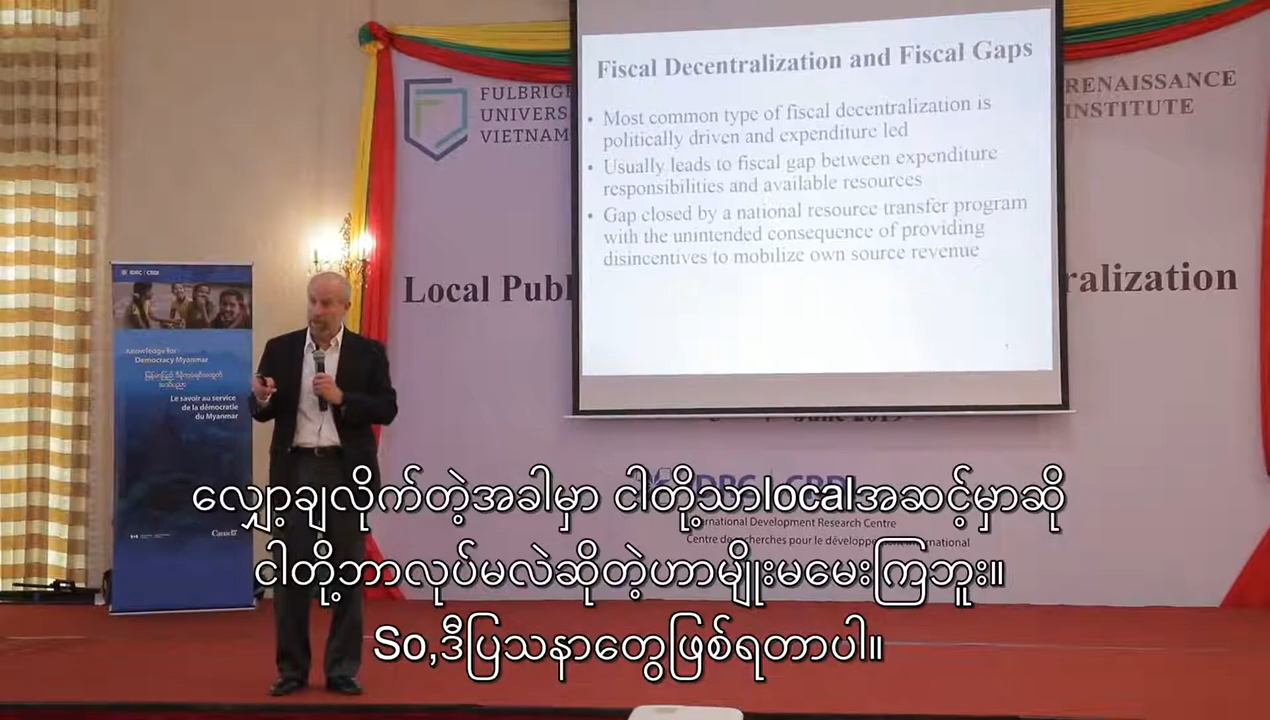 FULBRIG
UNIVERS
VIETNAM
RENAISSANCE
INSTITUTE
Fiscal Decentralization and Fiscal Gaps
• Most common type of fiscal decentralization is
politically driven and expenditure led
• Usually leads to fiscal gap between expenditure
responsibilities and available resources
• Gap closed by a national resource transfer program
with the unintended consequence of providing
disincentives to mobilize own source revenue
Local Publ
ralization
IDRC | CRDI
Knowledge for
Democracy Myanmar
Le savoir au service
de la démocratie
du Myanmar
Canada
International Development Research Centre
Centre de recherches pour le développement international
လျှော့ချလိုက်တဲ့အခါမှာ ငါတို့သာlocalအဆင့်မှာဆို
ငါတို့ဘာလုပ်မလဲဆိုတဲ့ဟာမျိုးမမေးကြဘူး။
So,ဒီပြသနာတွေဖြစ်ရတာပါ။